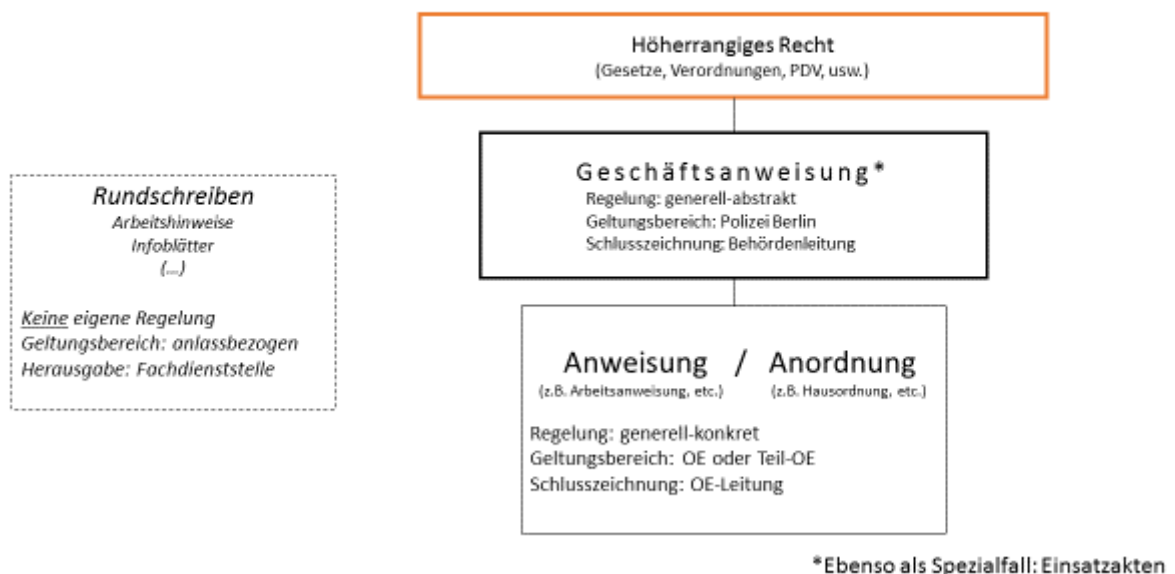 Höherrangiges Recht
(Gesetze, Verordnungen, PDV, usw.)
Geschäftsanweisung*
Regelung: generell-abstrakt
Geltungsbereich: Polizei Berlin
Schlusszeichnung: Behördenleitung
Rundschreiben
Arbeitshinweise
Infoblätter
(...)
Keine eigene Regelung
Geltungsbereich: anlassbezogen
Herausgabe: Fachdienststelle
Anweisung / Anordnung
(z.B. Arbeitsanweisung, etc.) (z.B. Hausordnung, etc.)
Regelung: generell-konkret
Geltungsbereich: OE oder Teil-OE
Schlusszeichnung: OE-Leitung
*Ebenso als Spezialfall: Einsatzakten